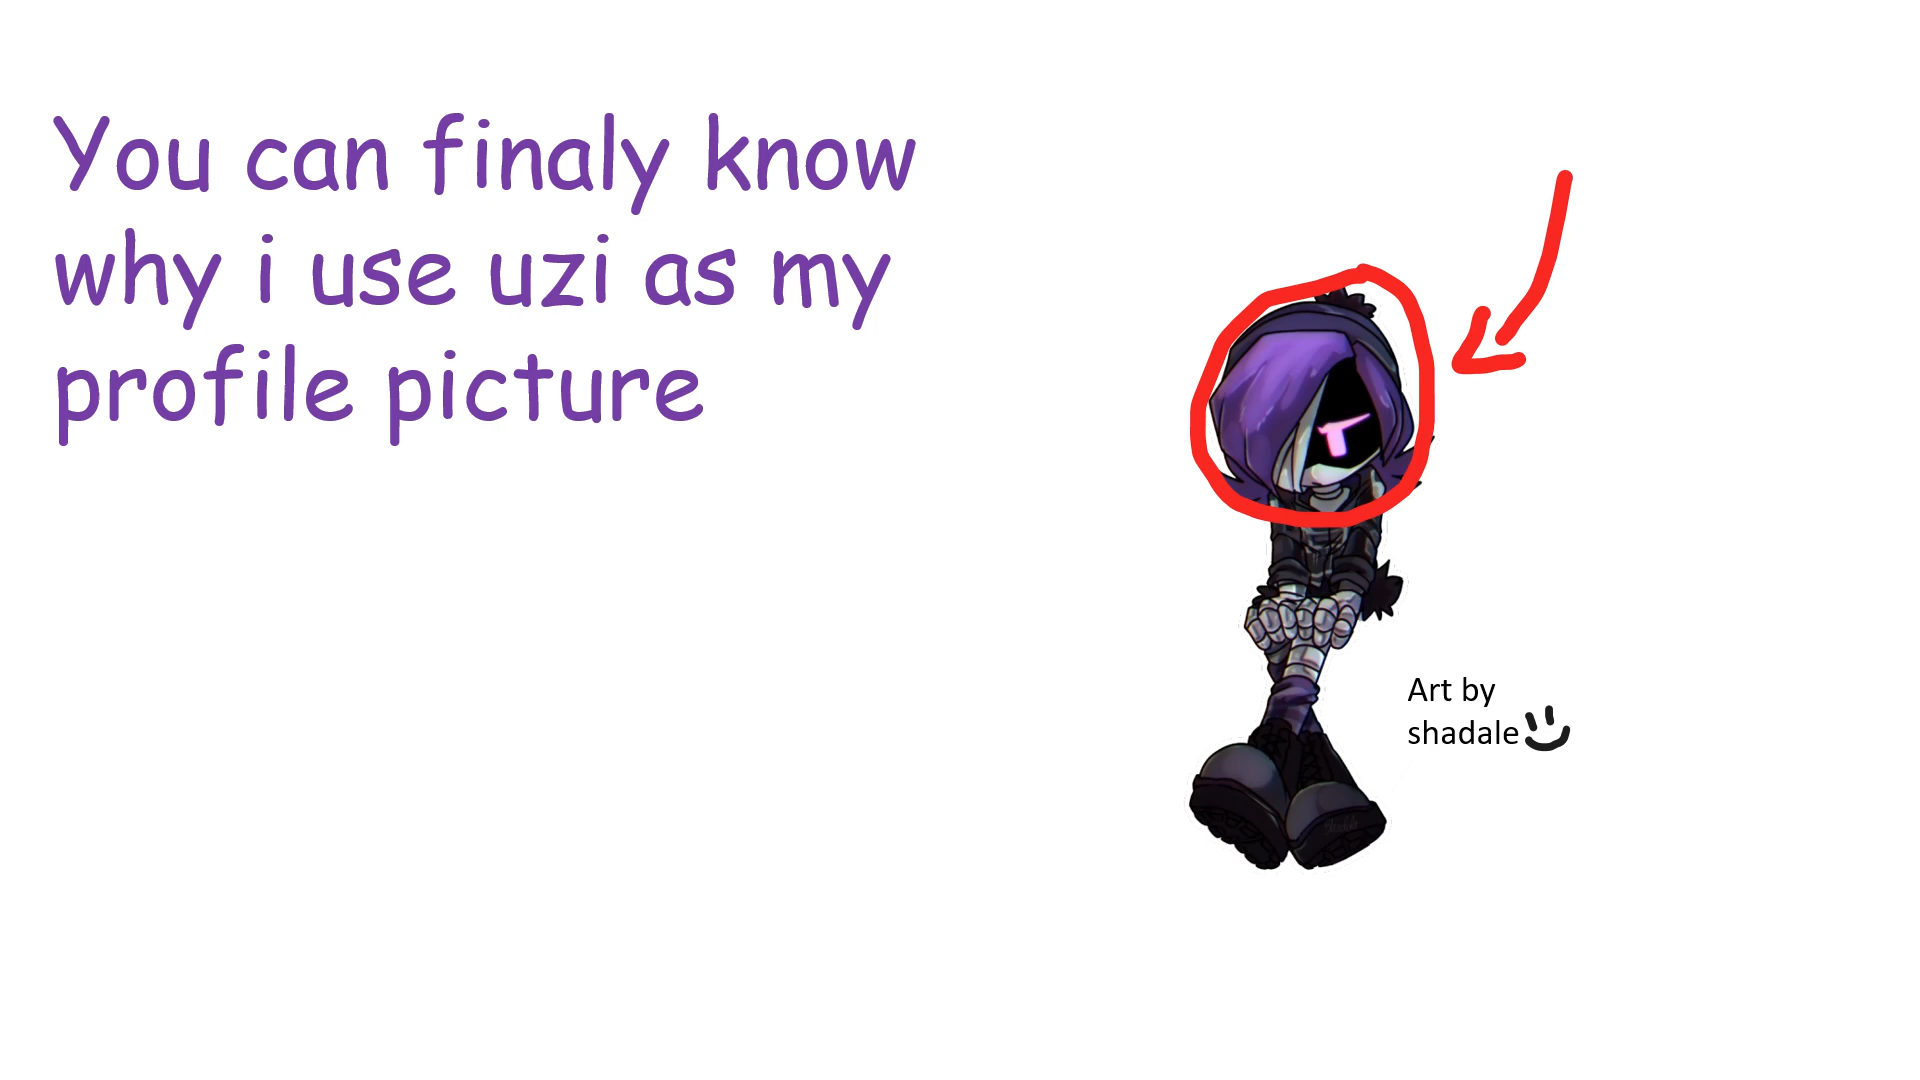 You can finaly know
why i use uzi as my
profile picture
Art by
shadale